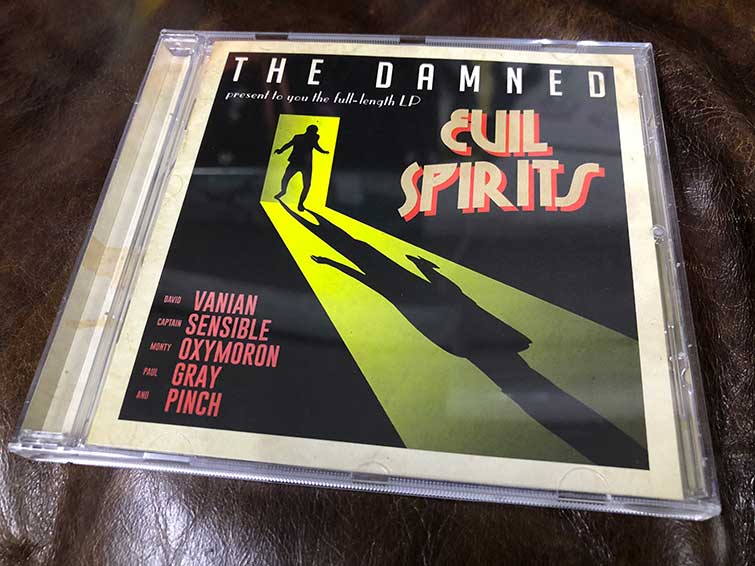 THE DAMNED
present to you the full-length LP
EVIL
SPIRITS
DAVID VANIAN
CAPTAIN SENSIBLE
MONTY OXYMORON
PAUL GRAY
AND PINCH